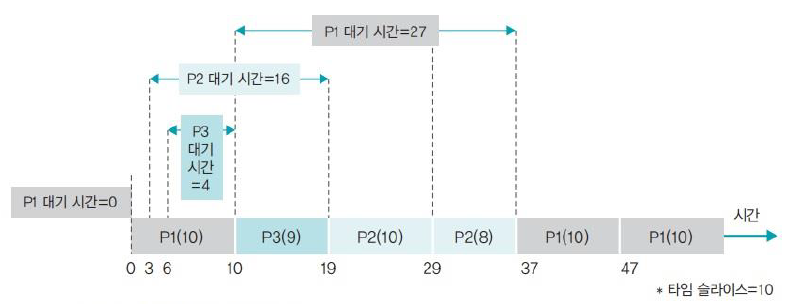 P1 대기 시간=27
P2 대기 시간=16
P3
대기
시간
=4
P1 대기 시간=0
시간
P1(10) P3(9) P2(10) P2(8) P1(10) P1(10)
0 3 6 10 19 29 37 47
* 타임 슬라이스=10